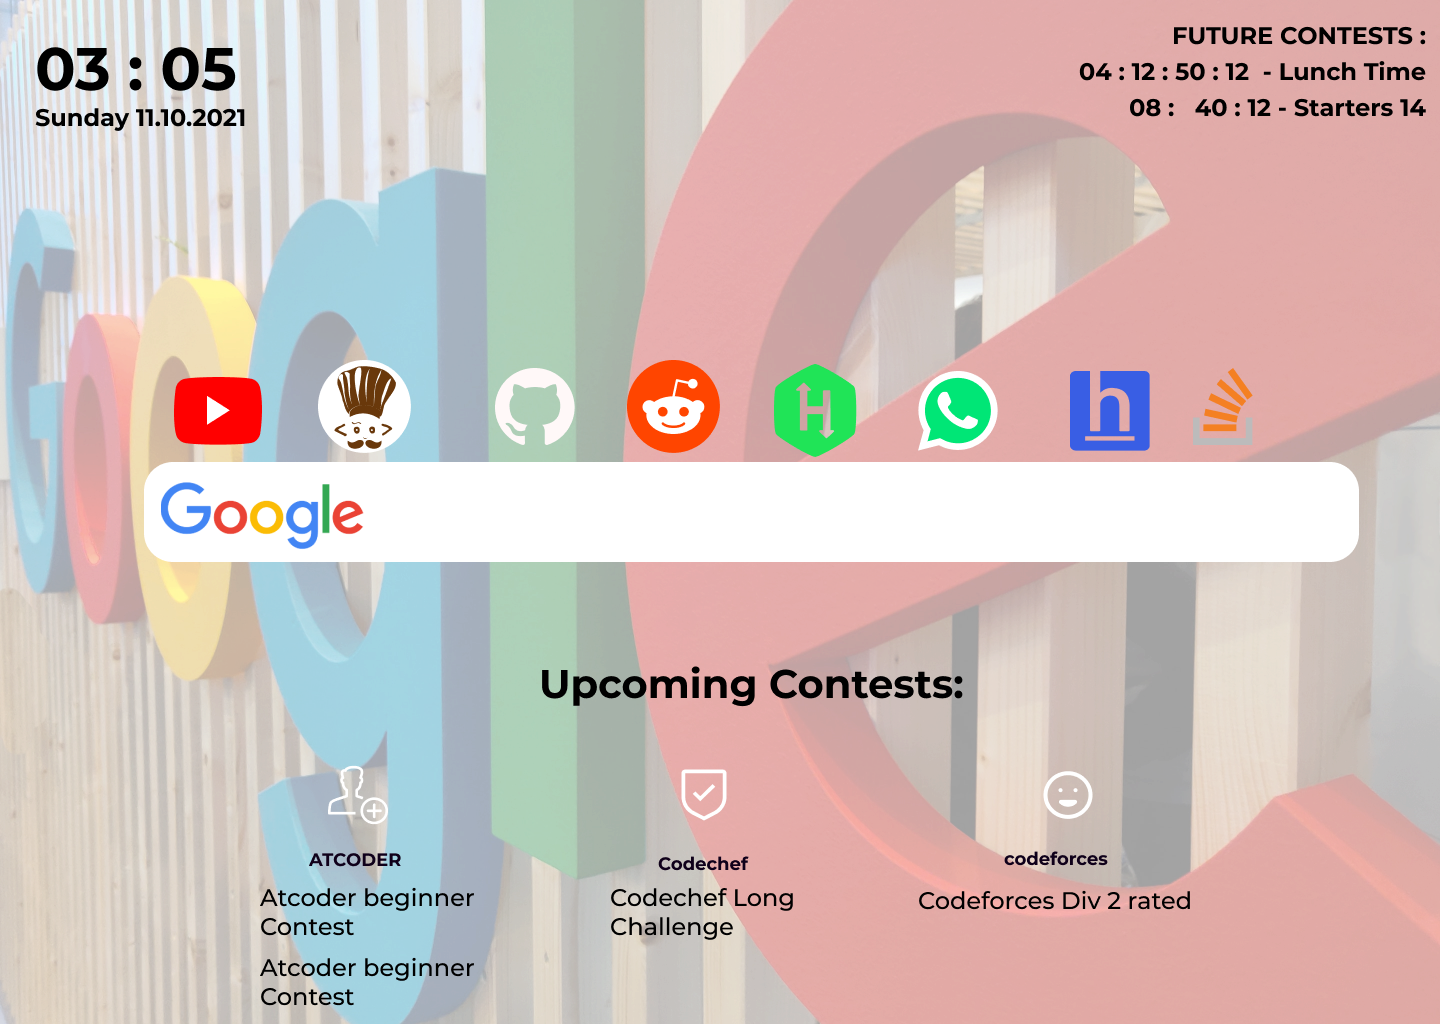 03 : 05
Sunday 11.10.2021
FUTURE CONTESTS :
04 : 12 : 50 : 12 - Lunch Time
08 : 40 : 12 - Starters 14
Google
H
h
Google
Upcoming Contests:
ATCODER
Atcoder beginner
Contest
Atcoder beginner
Contest
Codechef
Codechef Long
Challenge
codeforces
Codeforces Div 2 rated